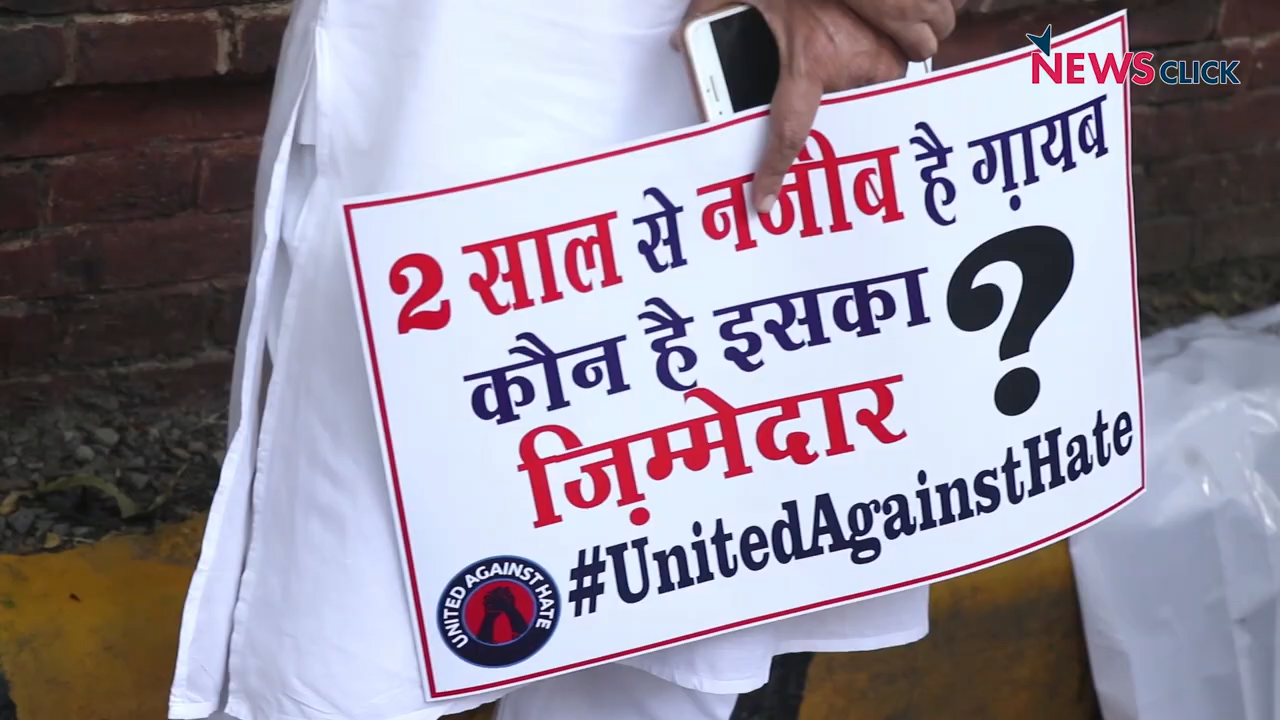 NEWSCLICK
2 साल से नजीब है ग़ायब
कौन है इसका
ज़िम्मेदार ?
#UnitedAgainstHate
UNITED AGAINST HATE